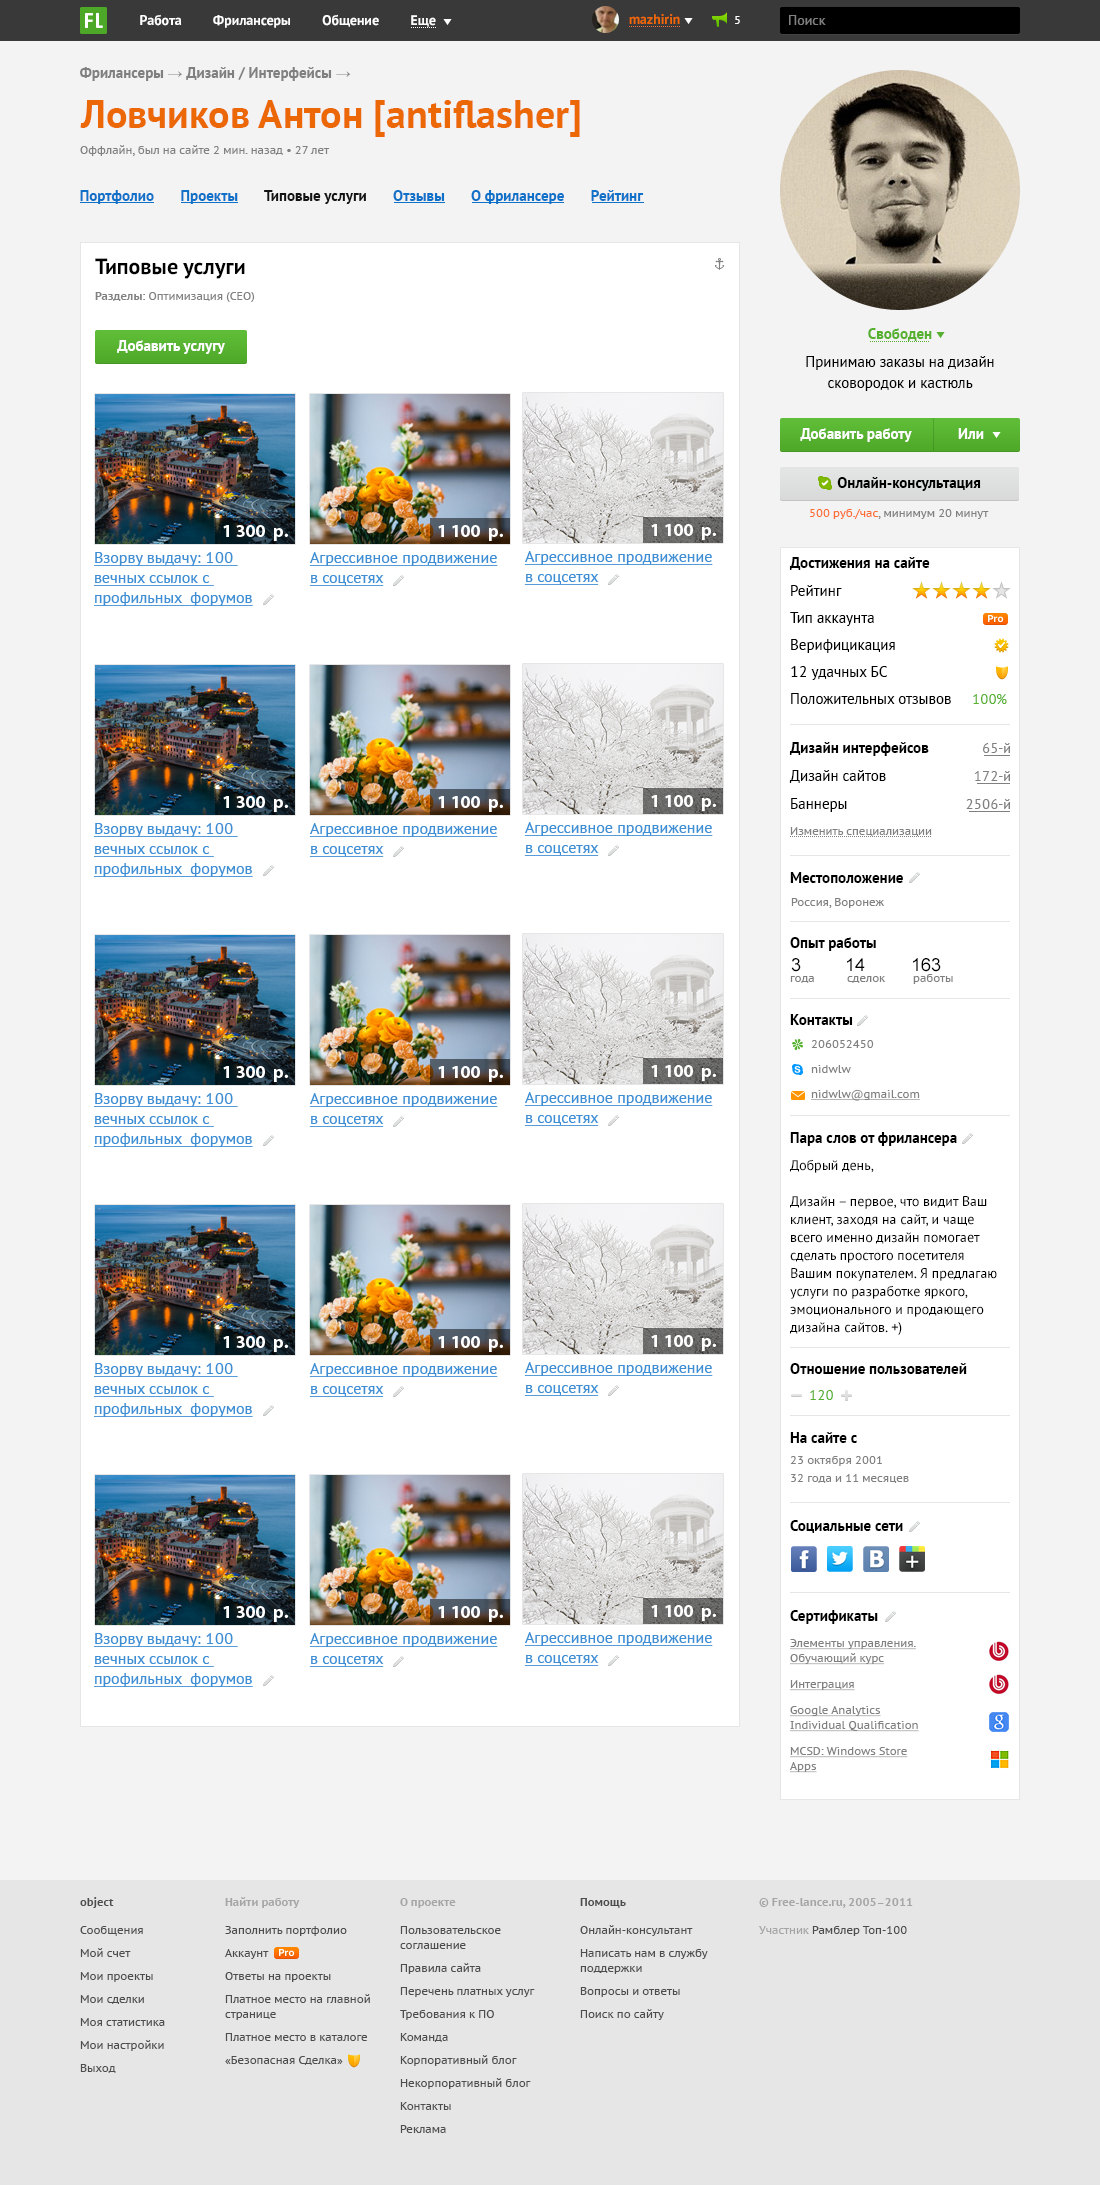 FL Работа Фрилансеры Общение Еще mazhirin 5 Поиск
Фрилансеры → Дизайн / Интерфейсы →
Ловчиков Антон [antiflasher]
Оффлайн, был на сайте 2 мин. назад • 27 лет
Портфолио Проекты Типовые услуги Отзывы О фрилансере Рейтинг
Типовые услуги
Разделы: Оптимизация (СЕО)
Добавить услугу
1 300 р. 1 100 р. 1 100 р.
Взорву выдачу: 100 Агрессивное продвижение Агрессивное продвижение
вечных ссылок с в соцсетях в соцсетях
профильных форумов
1 300 р. 1 100 р. 1 100 р.
Взорву выдачу: 100 Агрессивное продвижение Агрессивное продвижение
вечных ссылок с в соцсетях в соцсетях
профильных форумов
1 300 р. 1 100 р. 1 100 р.
Взорву выдачу: 100 Агрессивное продвижение Агрессивное продвижение
вечных ссылок с в соцсетях в соцсетях
профильных форумов
1 300 р. 1 100 р. 1 100 р.
Взорву выдачу: 100 Агрессивное продвижение Агрессивное продвижение
вечных ссылок с в соцсетях в соцсетях
профильных форумов
1 300 р. 1 100 р. 1 100 р.
Взорву выдачу: 100 Агрессивное продвижение Агрессивное продвижение
вечных ссылок с в соцсетях в соцсетях
профильных форумов
Свободен
Принимаю заказы на дизайн
сковородок и кастюль
Добавить работу Или
Онлайн-консультация
500 руб./час, минимум 20 минут
Достижения на сайте
Рейтинг
Тип аккаунта Pro
Верифицикация
12 удачных БС
Положительных отзывов 100%
Дизайн интерфейсов 65-й
Дизайн сайтов 172-й
Баннеры 2506-й
Изменить специализации
Местоположение
Россия, Воронеж
Опыт работы
3 14 163
года сделок работы
Контакты
206052450
nidwlw
nidwlw@gmail.com
Пара слов от фрилансера
Добрый день,
Дизайн – первое, что видит Ваш
клиент, заходя на сайт, и чаще
всего именно дизайн помогает
сделать простого посетителя
Вашим покупателем. Я предлагаю
услуги по разработке яркого,
эмоционального и продающего
дизайна сайтов. +)
Отношение пользователей
− 120 +
На сайте с
23 октября 2001
32 года и 11 месяцев
Социальные сети
f B +
Сертификаты
Элементы управления.
Обучающий курс
Интеграция
Google Analytics
Individual Qualification
g
MCSD: Windows Store
Apps
object
Сообщения
Мой счет
Мои проекты
Мои сделки
Моя статистика
Мои настройки
Выход
Найти работу
Заполнить портфолио
Аккаунт Pro
Ответы на проекты
Платное место на главной
странице
Платное место в каталоге
«Безопасная Сделка»
О проекте
Пользовательское
соглашение
Правила сайта
Перечень платных услуг
Требования к ПО
Команда
Корпоративный блог
Некорпоративный блог
Контакты
Реклама
Помощь
Онлайн-консультант
Написать нам в службу
поддержки
Вопросы и ответы
Поиск по сайту
© Free-lance.ru, 2005–2011
Участник Рамблер Топ-100